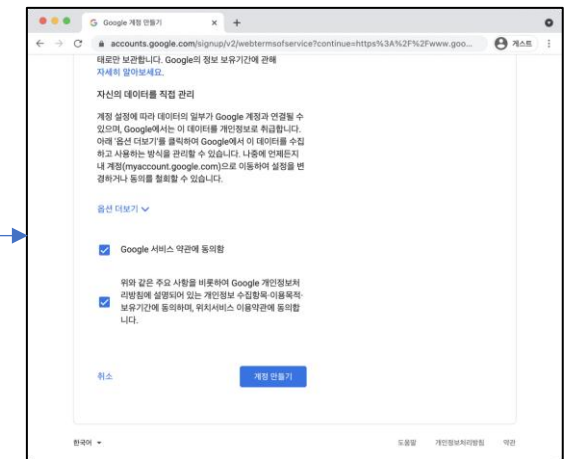 Google 계정 만들기
accounts.google.com/signup/v2/webtermsofservice?continue=https%3A%2F%2Fwww.goo...
게스트
태로만 보관합니다. Google의 정보 보유기간에 관해
자세히 알아보세요.
자신의 데이터를 직접 관리
계정 설정에 따라 데이터의 일부가 Google 계정과 연결될 수
있으며, Google에서는 이 데이터를 개인정보로 취급합니다.
아래 '옵션 더보기'를 클릭하여 Google에서 이 데이터를 수집
하고 사용하는 방식을 관리할 수 있습니다. 나중에 언제든지
내 계정(myaccount.google.com)으로 이동하여 설정을 변
경하거나 동의를 철회할 수 있습니다.
옵션 더보기
Google 서비스 약관에 동의함
위와 같은 주요 사항을 비롯하여 Google 개인정보처
리방침에 설명되어 있는 개인정보 수집항목·이용목적·
보유기간에 동의하며, 위치서비스 이용약관에 동의합
니다.
취소
계정 만들기
한국어
도움말
개인정보처리방침
약관